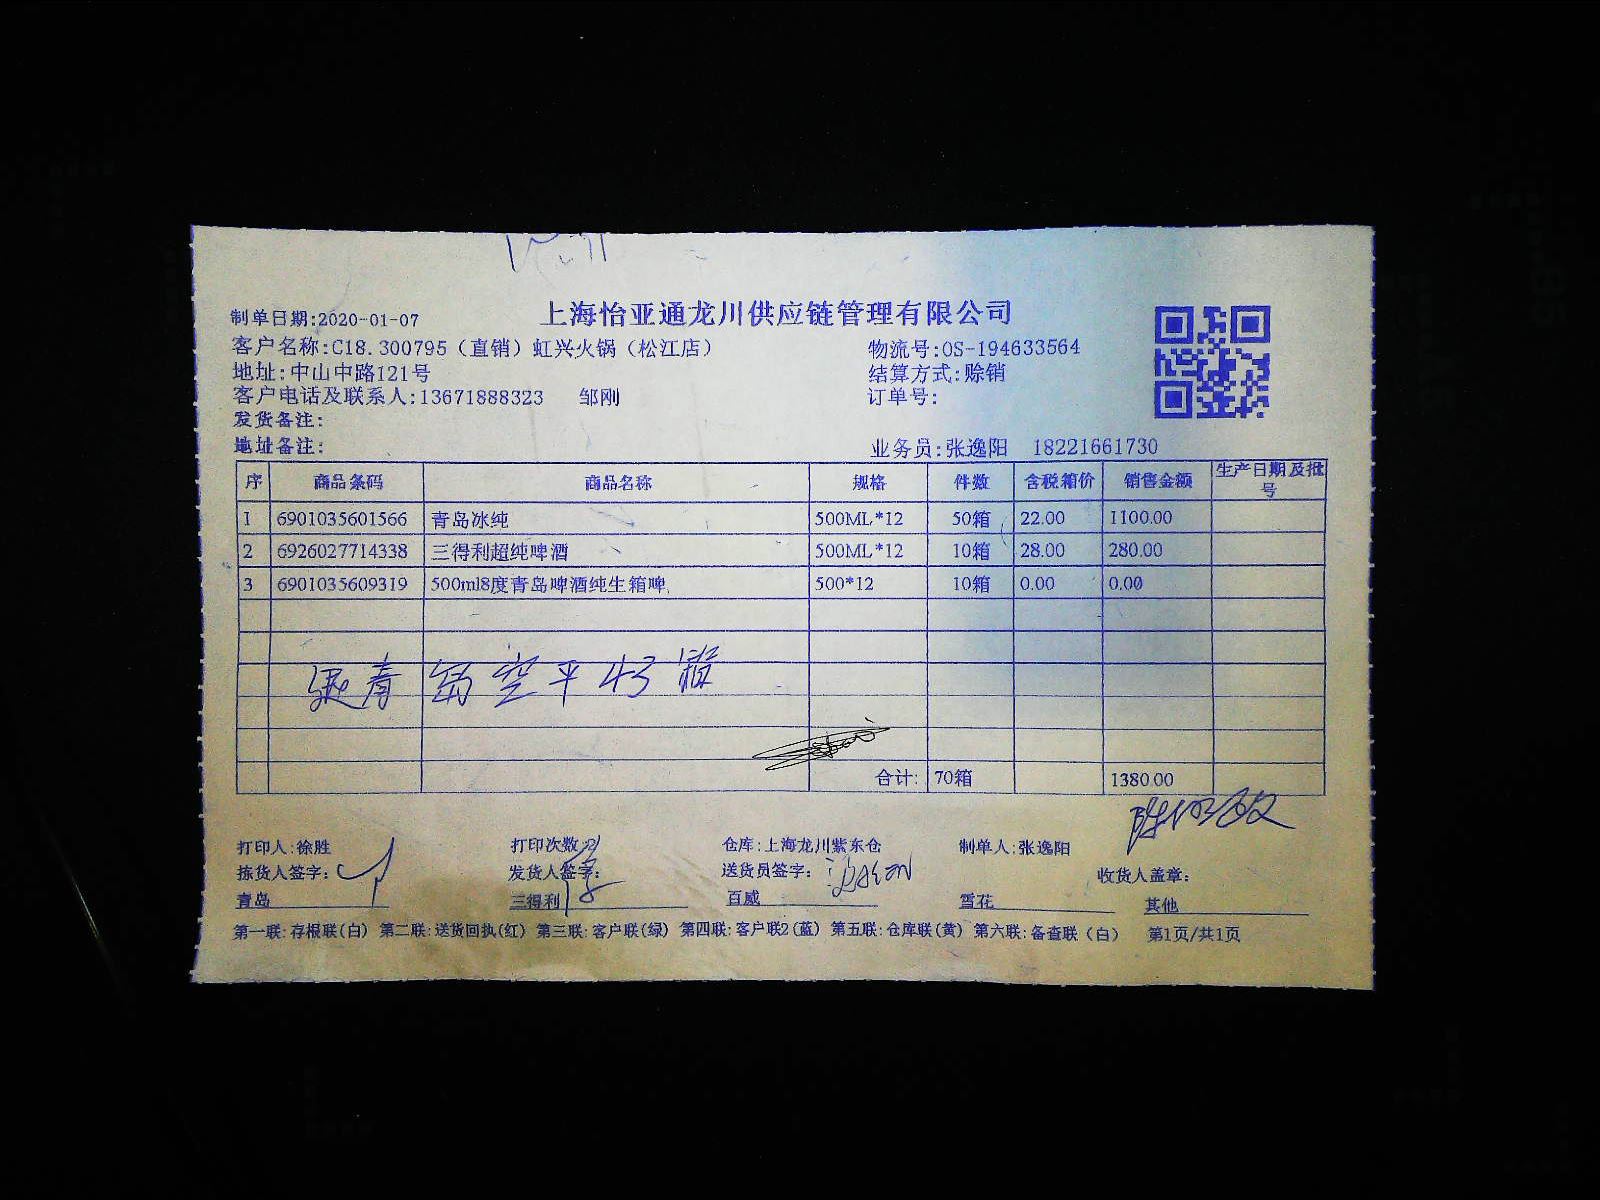 上海怡亚通龙川供应链管理有限公司
制单日期:2020-01-07
客户名称:C18.300795（直销）虹兴火锅（松江店） 物流号:OS-194633564
地址:中山中路121号 结算方式:赊销
客户电话及联系人:13671888323 邹刚 订单号:
发货备注:
地址备注: 业务员:张逸阳 18221661730
序 商品条码 商品名称 规格 件数 含税箱价 销售金额 生产日期及批号
1 6901035601566 青岛冰纯 500ML*12 50箱 22.00 1100.00
2 6926027714338 三得利超纯啤酒 500ML*12 10箱 28.00 280.00
3 6901035609319 500ml8度青岛啤酒纯生箱啤 500*12 10箱 0.00 0.00
退青岛空平43箱
合计: 70箱 1380.00
打印人:徐胜 打印次数: 仓库:上海龙川紫东仓 制单人:张逸阳
拣货人签字: 发货人签字: 送货员签字: 收货人盖章:
青岛 三得利 百威 雪花 其他
第一联:存根联(白) 第二联:送货回执(红) 第三联:客户联(绿) 第四联:客户联2(蓝) 第五联:仓库联(黄) 第六联:备查联（白） 第1页/共1页